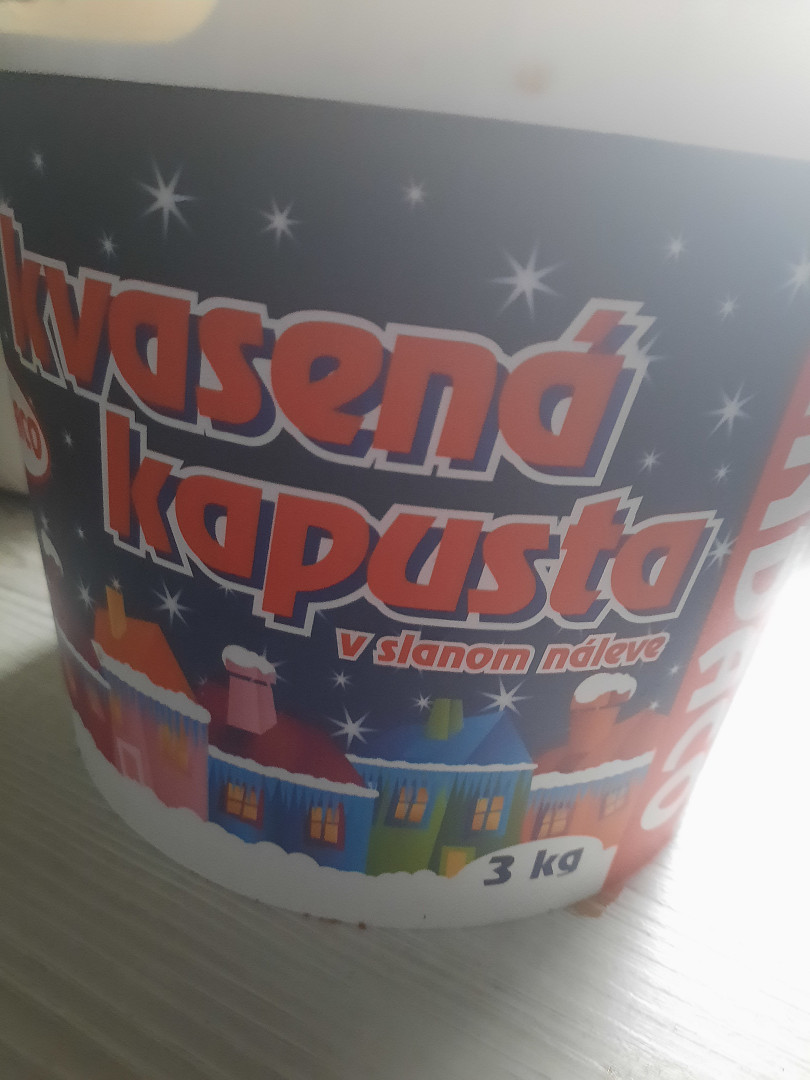 kvasená
kapusta
v slanom náleve
3 kg